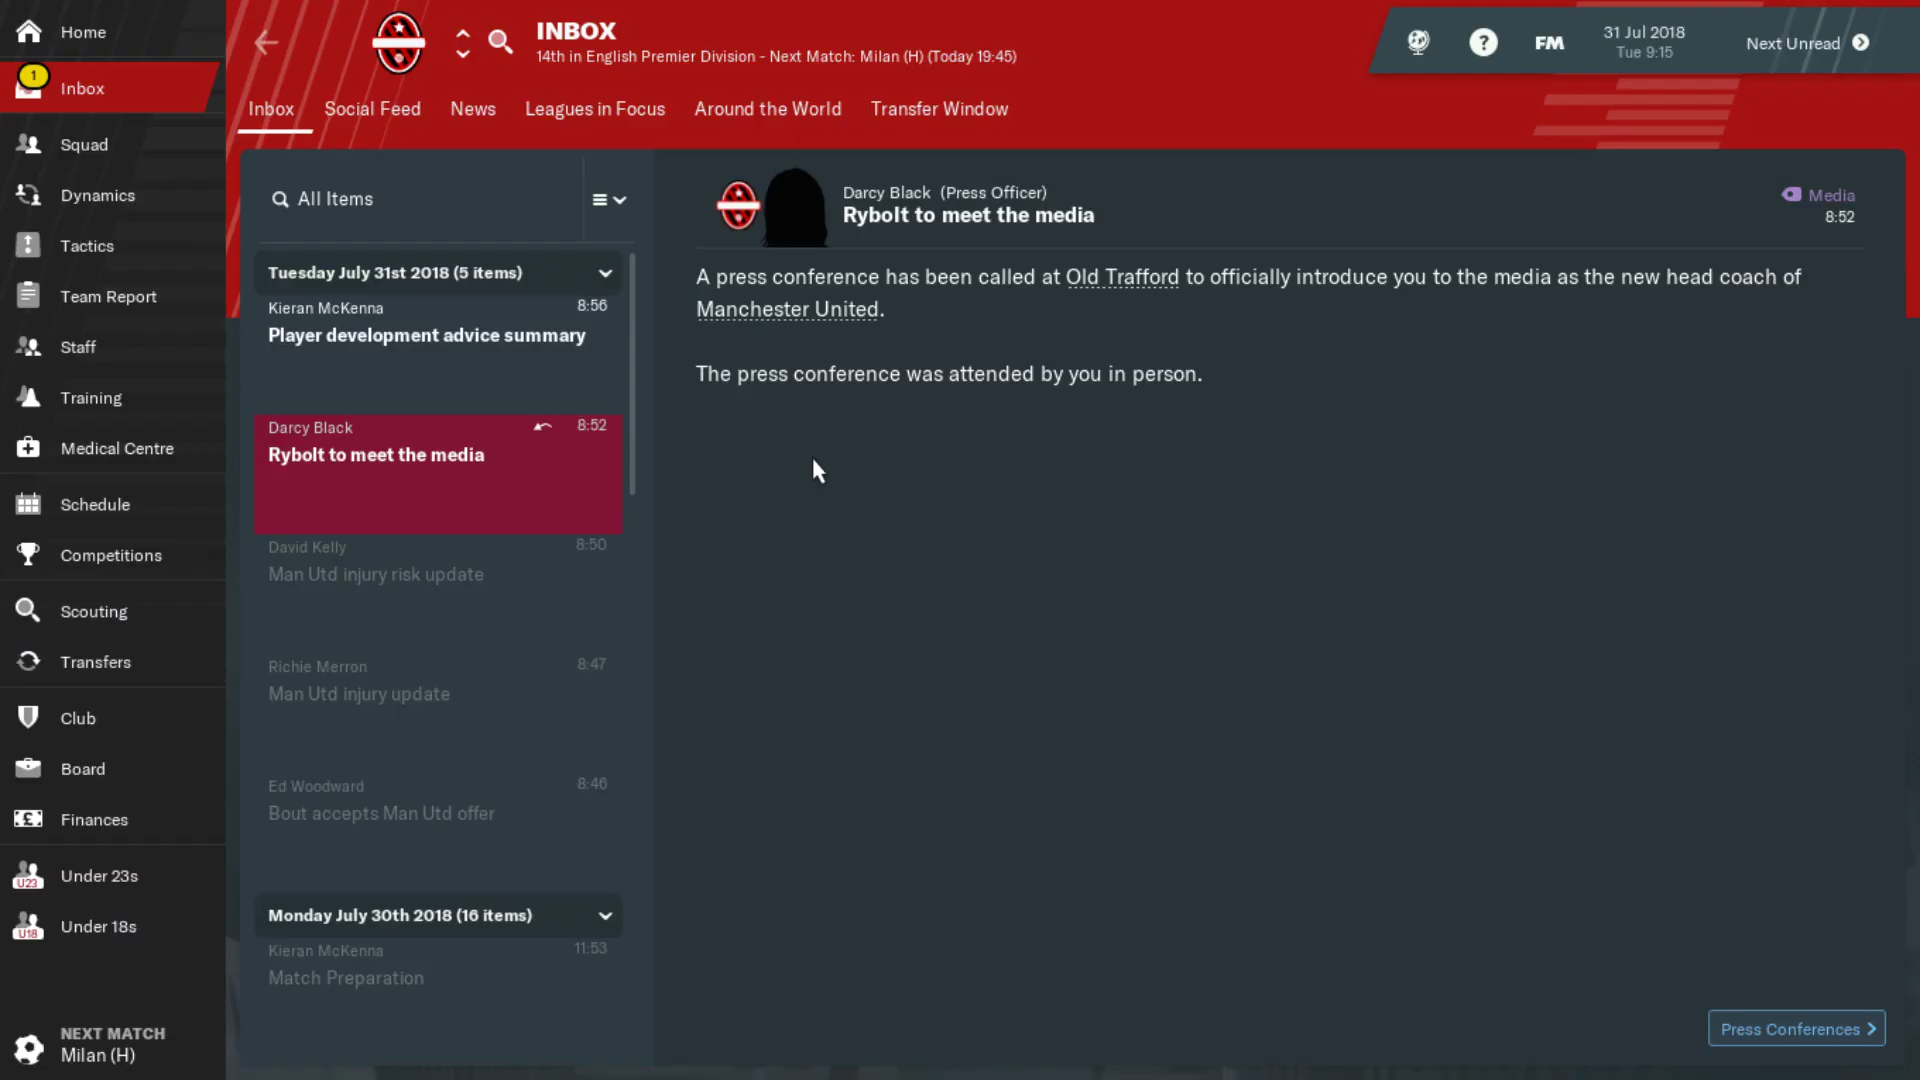 Home
1
Inbox
Squad
Dynamics
Tactics
Team Report
Staff
Training
Medical Centre
Schedule
Competitions
Scouting
Transfers
Club
Board
Finances
U23
Under 23s
U18
Under 18s
NEXT MATCH
Milan (H)
INBOX
14th in English Premier Division - Next Match: Milan (H) (Today 19:45)
?
FM
31 Jul 2018
Tue 9:15
Next Unread
Inbox
Social Feed
News
Leagues in Focus
Around the World
Transfer Window
All Items
Tuesday July 31st 2018 (5 items)
Kieran McKenna 8:56
Player development advice summary
Darcy Black 8:52
Rybolt to meet the media
David Kelly 8:50
Man Utd injury risk update
Richie Merron 8:47
Man Utd injury update
Ed Woodward 8:46
Bout accepts Man Utd offer
Monday July 30th 2018 (16 items)
Kieran McKenna 11:53
Match Preparation
Darcy Black (Press Officer)
Rybolt to meet the media
Media
8:52
A press conference has been called at Old Trafford to officially introduce you to the media as the new head coach of
Manchester United.
The press conference was attended by you in person.
Press Conferences